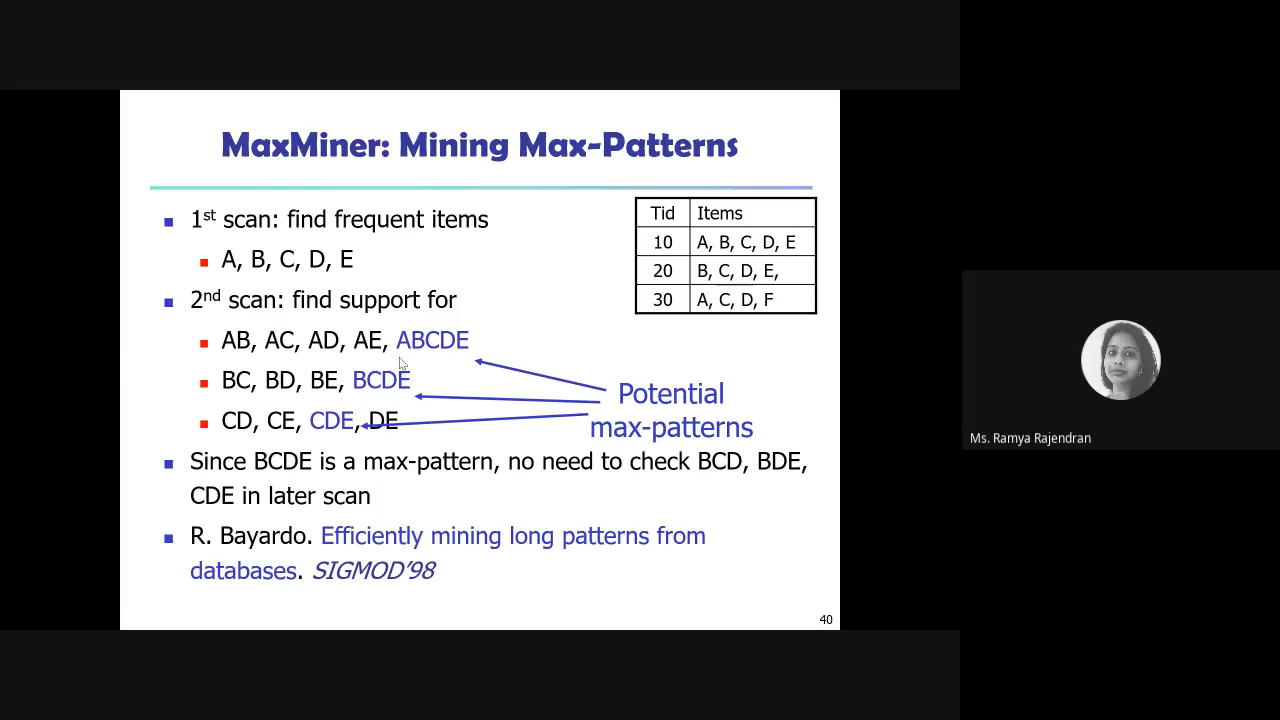 MaxMiner: Mining Max-Patterns
1st scan: find frequent items
A, B, C, D, E
2nd scan: find support for
AB, AC, AD, AE, ABCDE
BC, BD, BE, BCDE
CD, CE, CDE, DE
Tid Items
10 A, B, C, D, E
20 B, C, D, E,
30 A, C, D, F
Potential
max-patterns
Since BCDE is a max-pattern, no need to check BCD, BDE,
CDE in later scan
R. Bayardo. Efficiently mining long patterns from
databases. SIGMOD’98
40
Ms. Ramya Rajendran